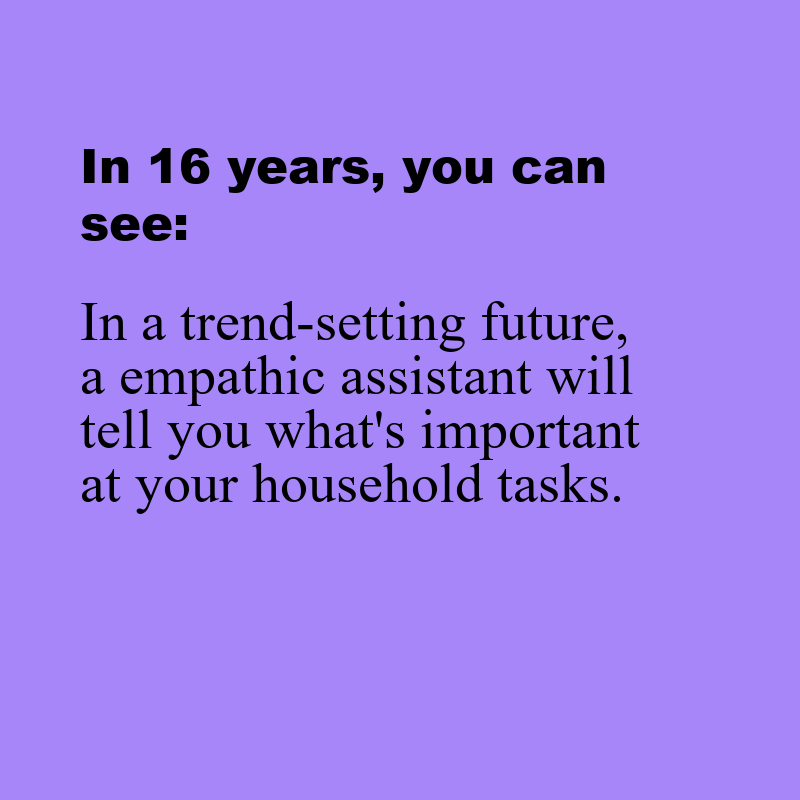 In 16 years, you can
see:
In a trend-setting future,
a empathic assistant will
tell you what's important
at your household tasks.